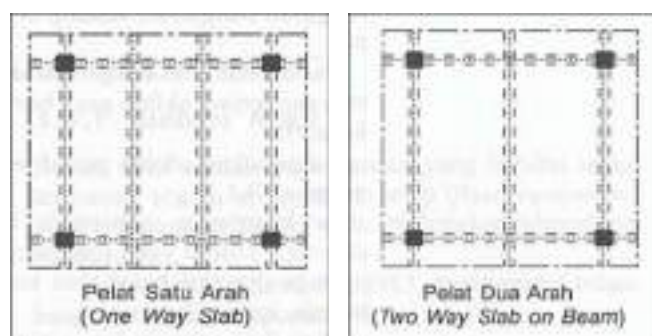 Pelat Satu Arah
(One Way Slab)
Pelat Dua Arah
(Two Way Slab on Beam)